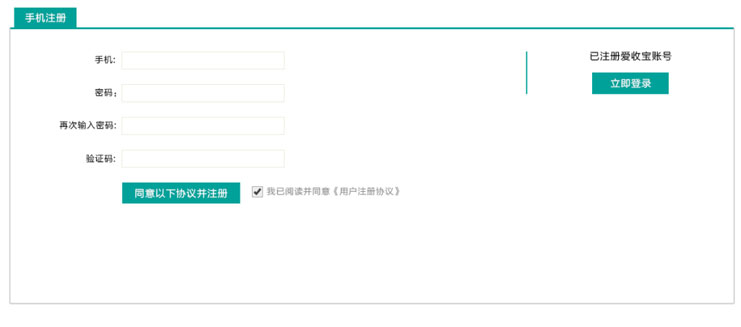 手机注册
手机:
已注册爱收宝账号
立即登录
密码;
再次输入密码:
验证码:
同意以下协议并注册
我已阅读并同意《用户注册协议》